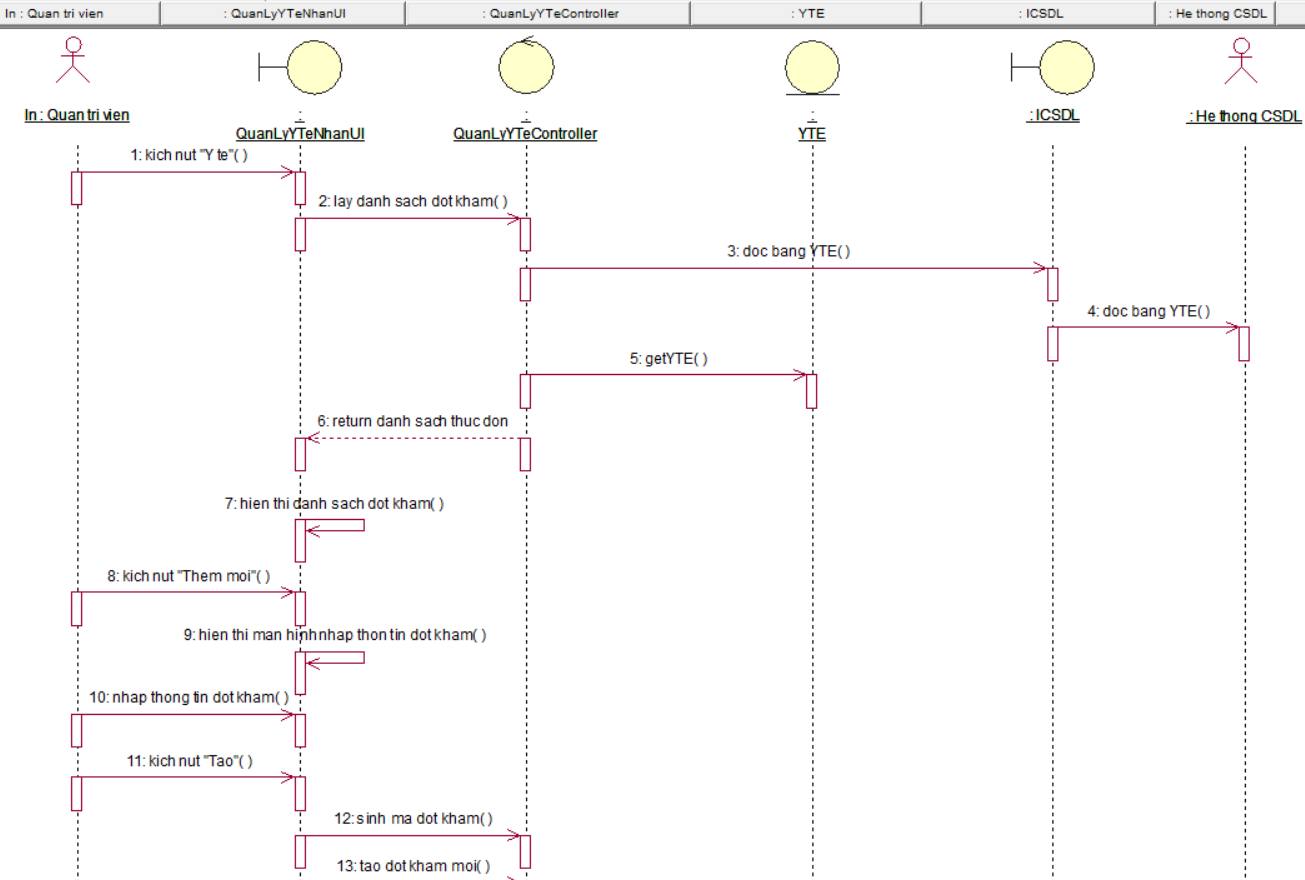 In : Quan tri vien
: QuanLyYTeNhanUI
: QuanLyYTeController
: YTE
: ICSDL
: He thong CSDL
In : Quan tri vien
:
QuanLyYTeNhanUI
:
QuanLyYTeController
:
YTE
: ICSDL
: He thong CSDL
1: kich nut "Y te"( )
2: lay danh sach dot kham( )
3: doc bang YTE( )
4: doc bang YTE( )
5: getYTE( )
6: return danh sach thuc don
7: hien thi danh sach dot kham( )
8: kich nut "Them moi"( )
9: hien thi man hinh nhap thon tin dot kham( )
10: nhap thong tin dot kham( )
11: kich nut "Tao"( )
12: sinh ma dot kham( )
13: tao dot kham moi( )